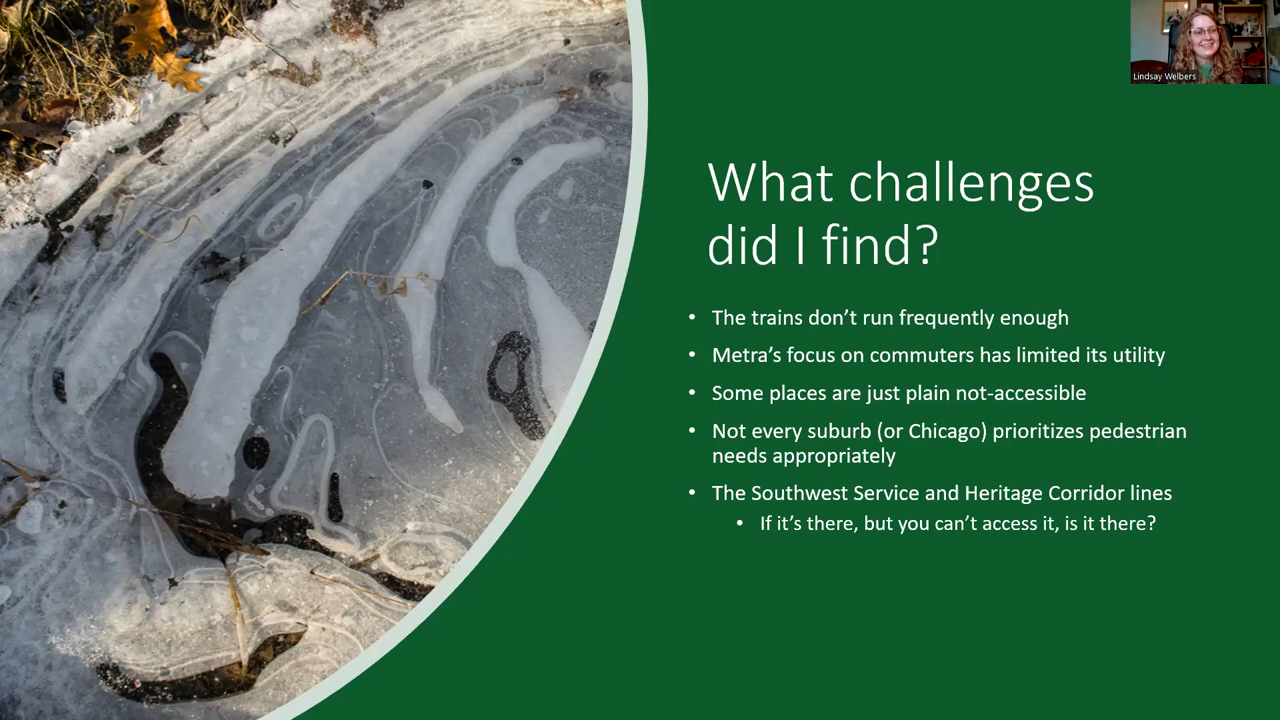 Lindsay Welbers
What challenges
did I find?
• The trains don’t run frequently enough
• Metra’s focus on commuters has limited its utility
• Some places are just plain not-accessible
• Not every suburb (or Chicago) prioritizes pedestrian
needs appropriately
• The Southwest Service and Heritage Corridor lines
• If it’s there, but you can’t access it, is it there?